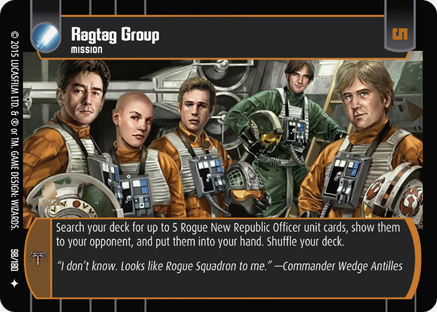 Ragtag Group
MISSION
5
Search your deck for up to 5 Rogue New Republic Officer unit cards, show them
to your opponent, and put them into your hand. Shuffle your deck.
"I don't know. Looks like Rogue Squadron to me." —Commander Wedge Antilles
© 2015 LUCASFILM LTD. & ® or TM. GAME DESIGN: WIZARDS.